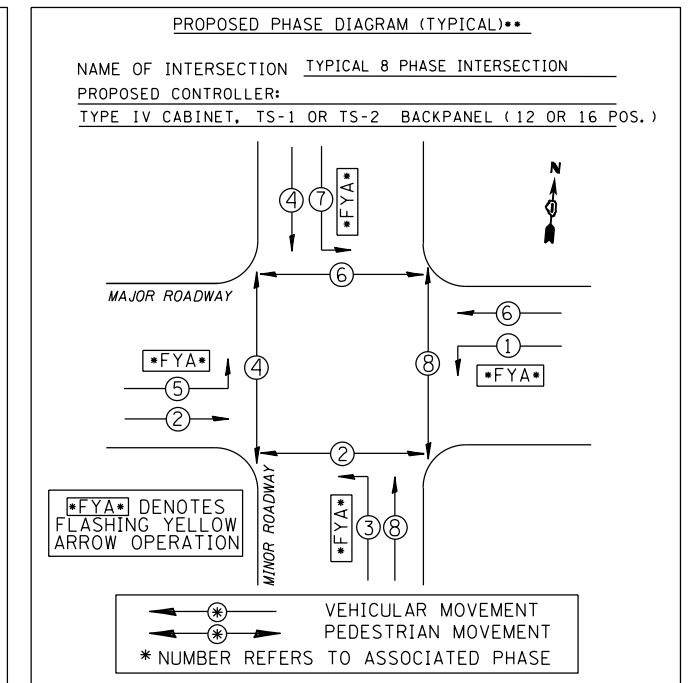 PROPOSED PHASE DIAGRAM (TYPICAL)**
NAME OF INTERSECTION TYPICAL 8 PHASE INTERSECTION
PROPOSED CONTROLLER:
TYPE IV CABINET, TS-1 OR TS-2 BACKPANEL (12 OR 16 POS.)
4 7
*FYA*
N
6
MAJOR ROADWAY
6
1
*FYA*
*FYA*
5
2
4
8
2
MINOR ROADWAY
*FYA*
3 8
*FYA* DENOTES
FLASHING YELLOW
ARROW OPERATION
* VEHICULAR MOVEMENT
* PEDESTRIAN MOVEMENT
* NUMBER REFERS TO ASSOCIATED PHASE